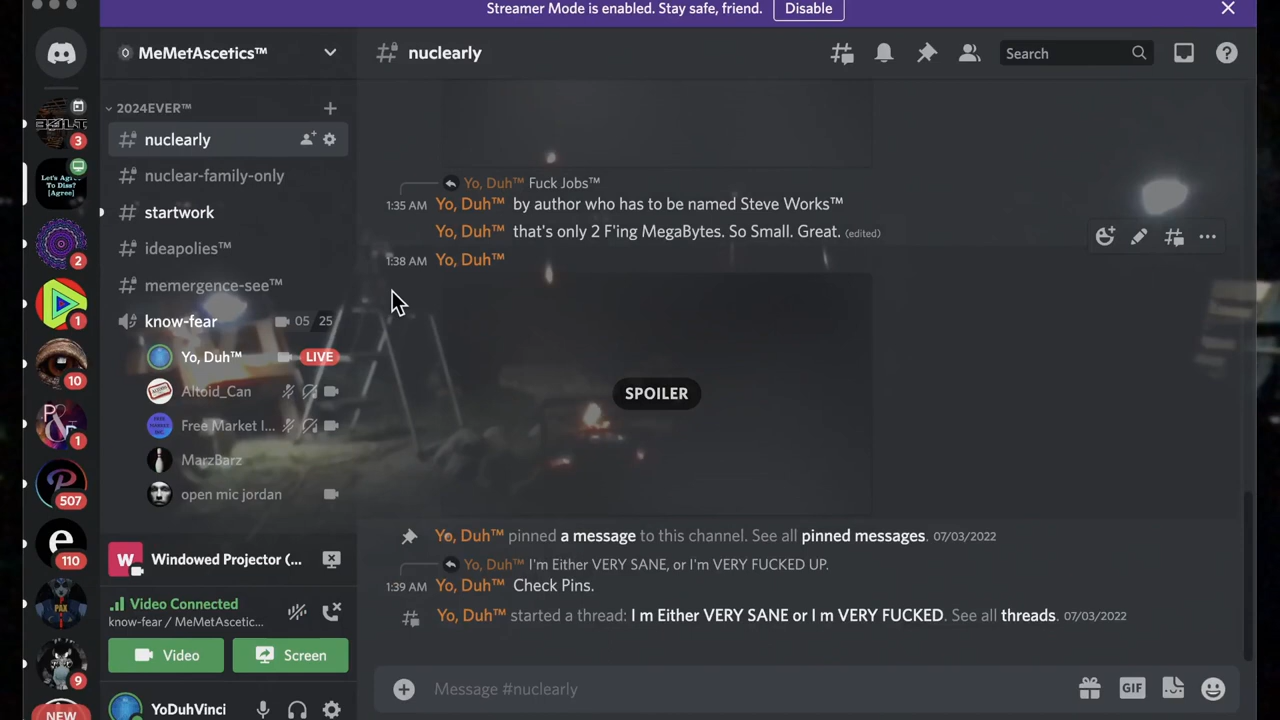 Streamer Mode is enabled. Stay safe, friend. Disable
MeMetAscetics™
nuclearly
Search
2024EVER™
nuclearly
nuclear-family-only
startwork
ideapolies™
memergence-see™
know-fear 05 25
Yo, Duh™ LIVE
Altoid_Can
Free Market I...
MarzBarz
open mic jordan
Windowed Projector (...
Video Connected
know-fear / MeMetAscetic...
Video Screen
YoDuhVinci
3
Let's Agree To Disa? [Agree]
2
1
10
P&
1
507
e
110
PAX
9
NEW
Yo, Duh™ Fuck Jobs™
1:35 AM Yo, Duh™ by author who has to be named Steve Works™
Yo, Duh™ that's only 2 F'ing MegaBytes. So Small. Great. (edited)
1:38 AM Yo, Duh™
SPOILER
Yo, Duh™ pinned a message to this channel. See all pinned messages. 07/03/2022
Yo, Duh™ I'm Either VERY SANE, or I'm VERY FUCKED UP.
1:39 AM Yo, Duh™ Check Pins.
Yo, Duh™ started a thread: I m Either VERY SANE or I m VERY FUCKED. See all threads. 07/03/2022
Message #nuclearly
GIF